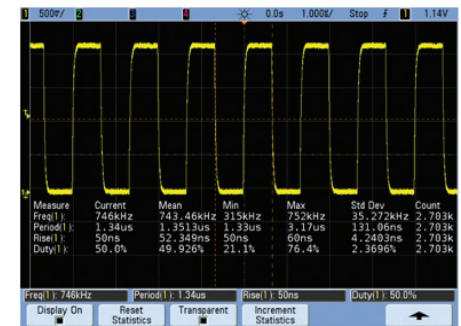 1 500▽/ 2 3 4 0.0s 1.000%/ Stop 1 1.14V
Measure Current Mean Min Max Std Dev Count
Freq(1): 746kHz 743.46kHz 315kHz 752kHz 35.272kHz 2.703k
Period(1): 1.34us 1.3513us 1.33us 3.17us 131.06ns 2.703k
Rise(1): 50ns 52.349ns 50ns 60ns 4.2403ns 2.703k
Duty(1): 50.0% 49.926% 21.1% 76.4% 2.3696% 2.703k
Freq(1): 746kHz Period(1): 1.34us Rise(1): 50ns Duty(1): 50.0%
Display On Reset Statistics Transparent Increment Statistics